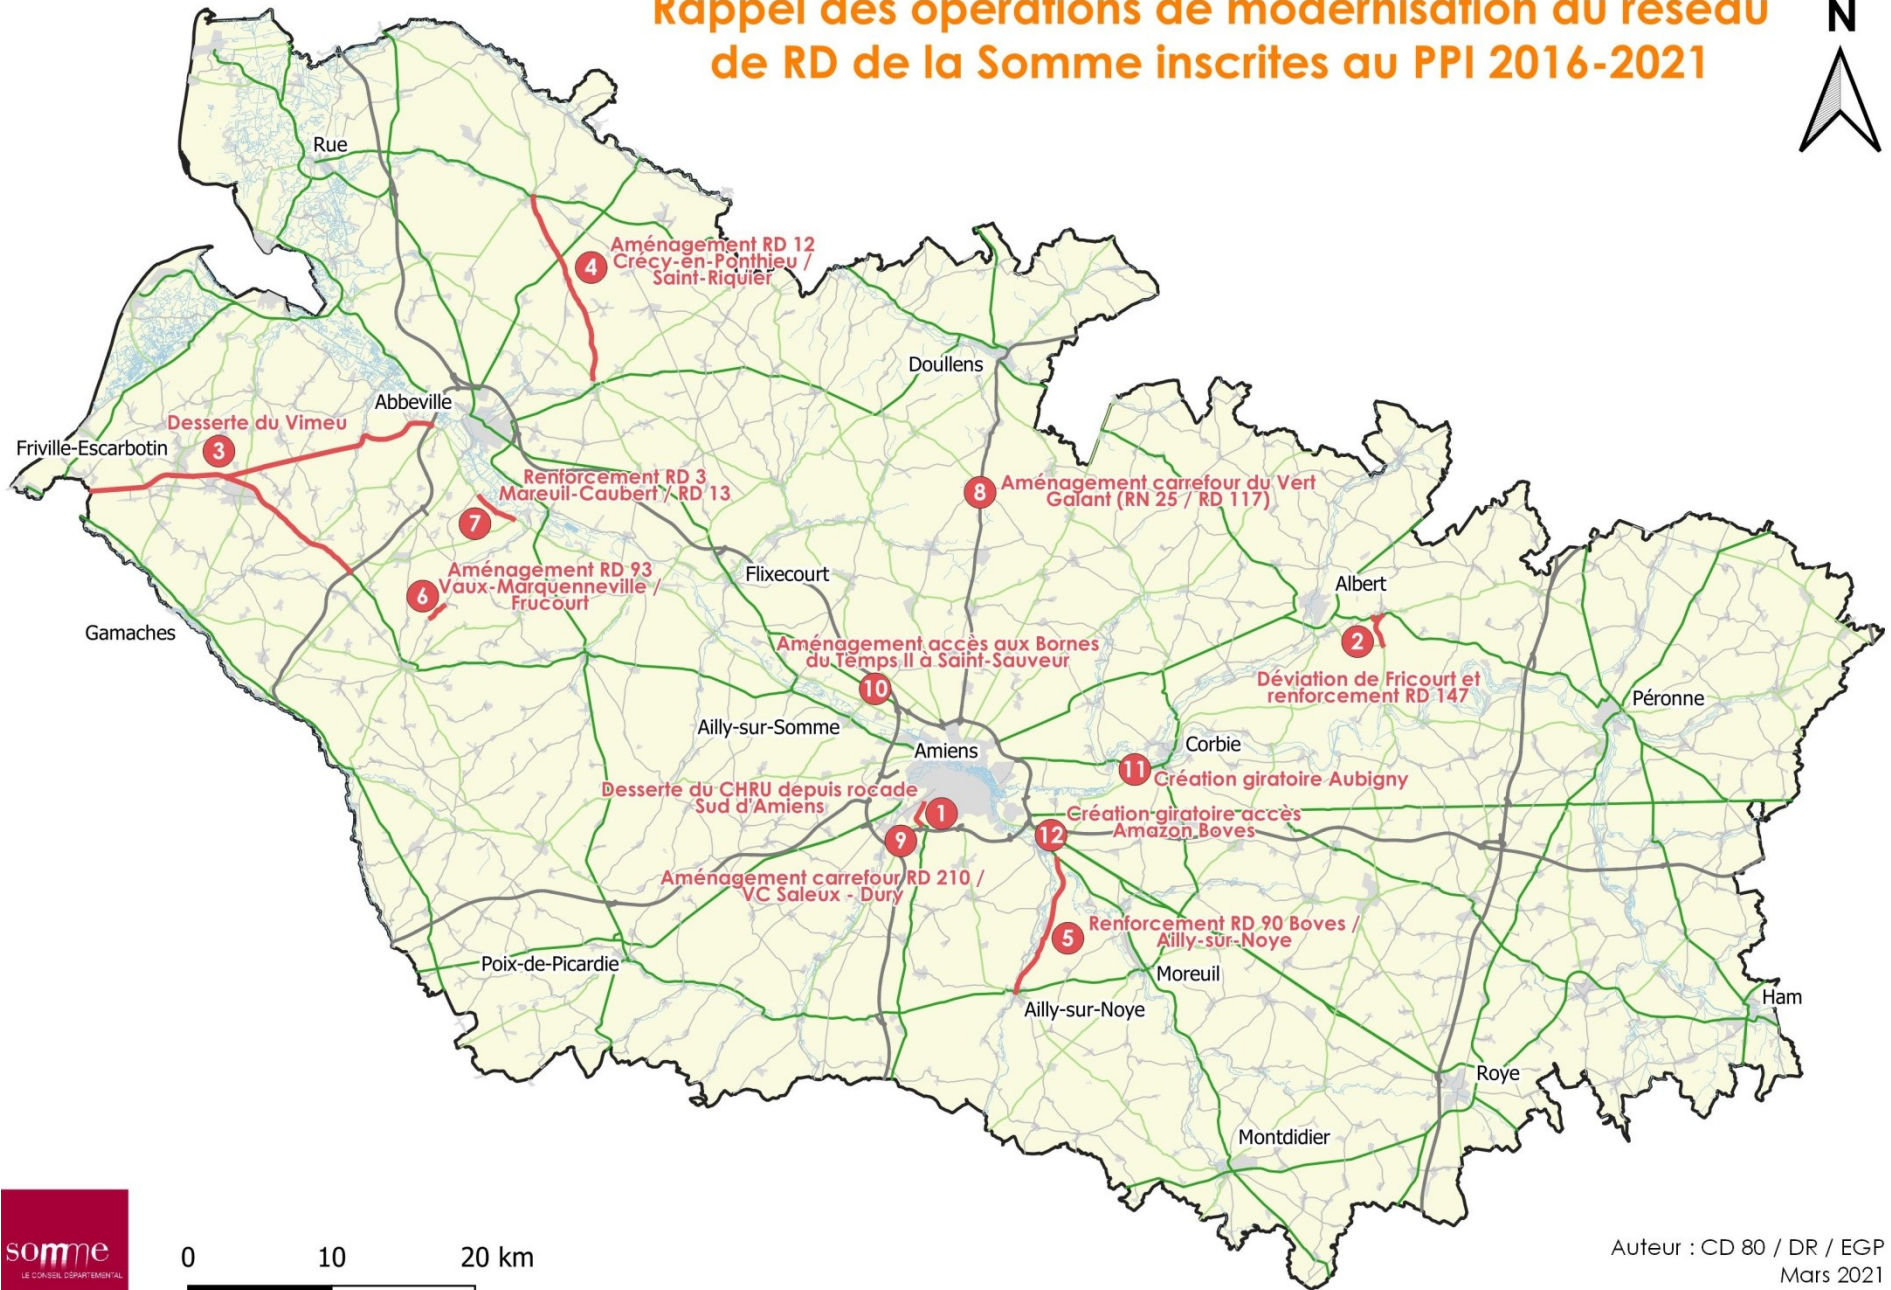 Rappel des opérations de modernisation du réseau
de RD de la Somme inscrites au PPI 2016-2021
N
Rue
4
Aménagement RD 12
Crécy-en-Ponthieu /
Saint-Riquier
Doullens
Abbeville
Desserte du Vimeu
3
Friville-Escarbotin
Renforcement RD 3
Mareuil-Caubert / RD 13
7
8
Aménagement carrefour du Vert
Galant (RN 25 / RD 117)
Aménagement RD 93
Vaux-Marquenneville /
Frucourt
6
Flixecourt
Albert
2
Déviation de Fricourt et
renforcement RD 147
Gamaches
Aménagement accès aux Bornes
du Temps II à Saint-Sauveur
10
Péronne
Ailly-sur-Somme
Amiens
Corbie
11
Création giratoire Aubigny
Desserte du CHRU depuis rocade
Sud d'Amiens
1
Création giratoire accès
Amazon Boves
12
9
Aménagement carrefour RD 210 /
VC Saleux - Dury
5
Renforcement RD 90 Boves /
Ailly-sur-Noye
Poix-de-Picardie
Moreuil
Ailly-sur-Noye
Ham
Roye
Montdidier
somme
LE CONSEIL DÉPARTEMENTAL
0 10 20 km
Auteur : CD 80 / DR / EGP
Mars 2021